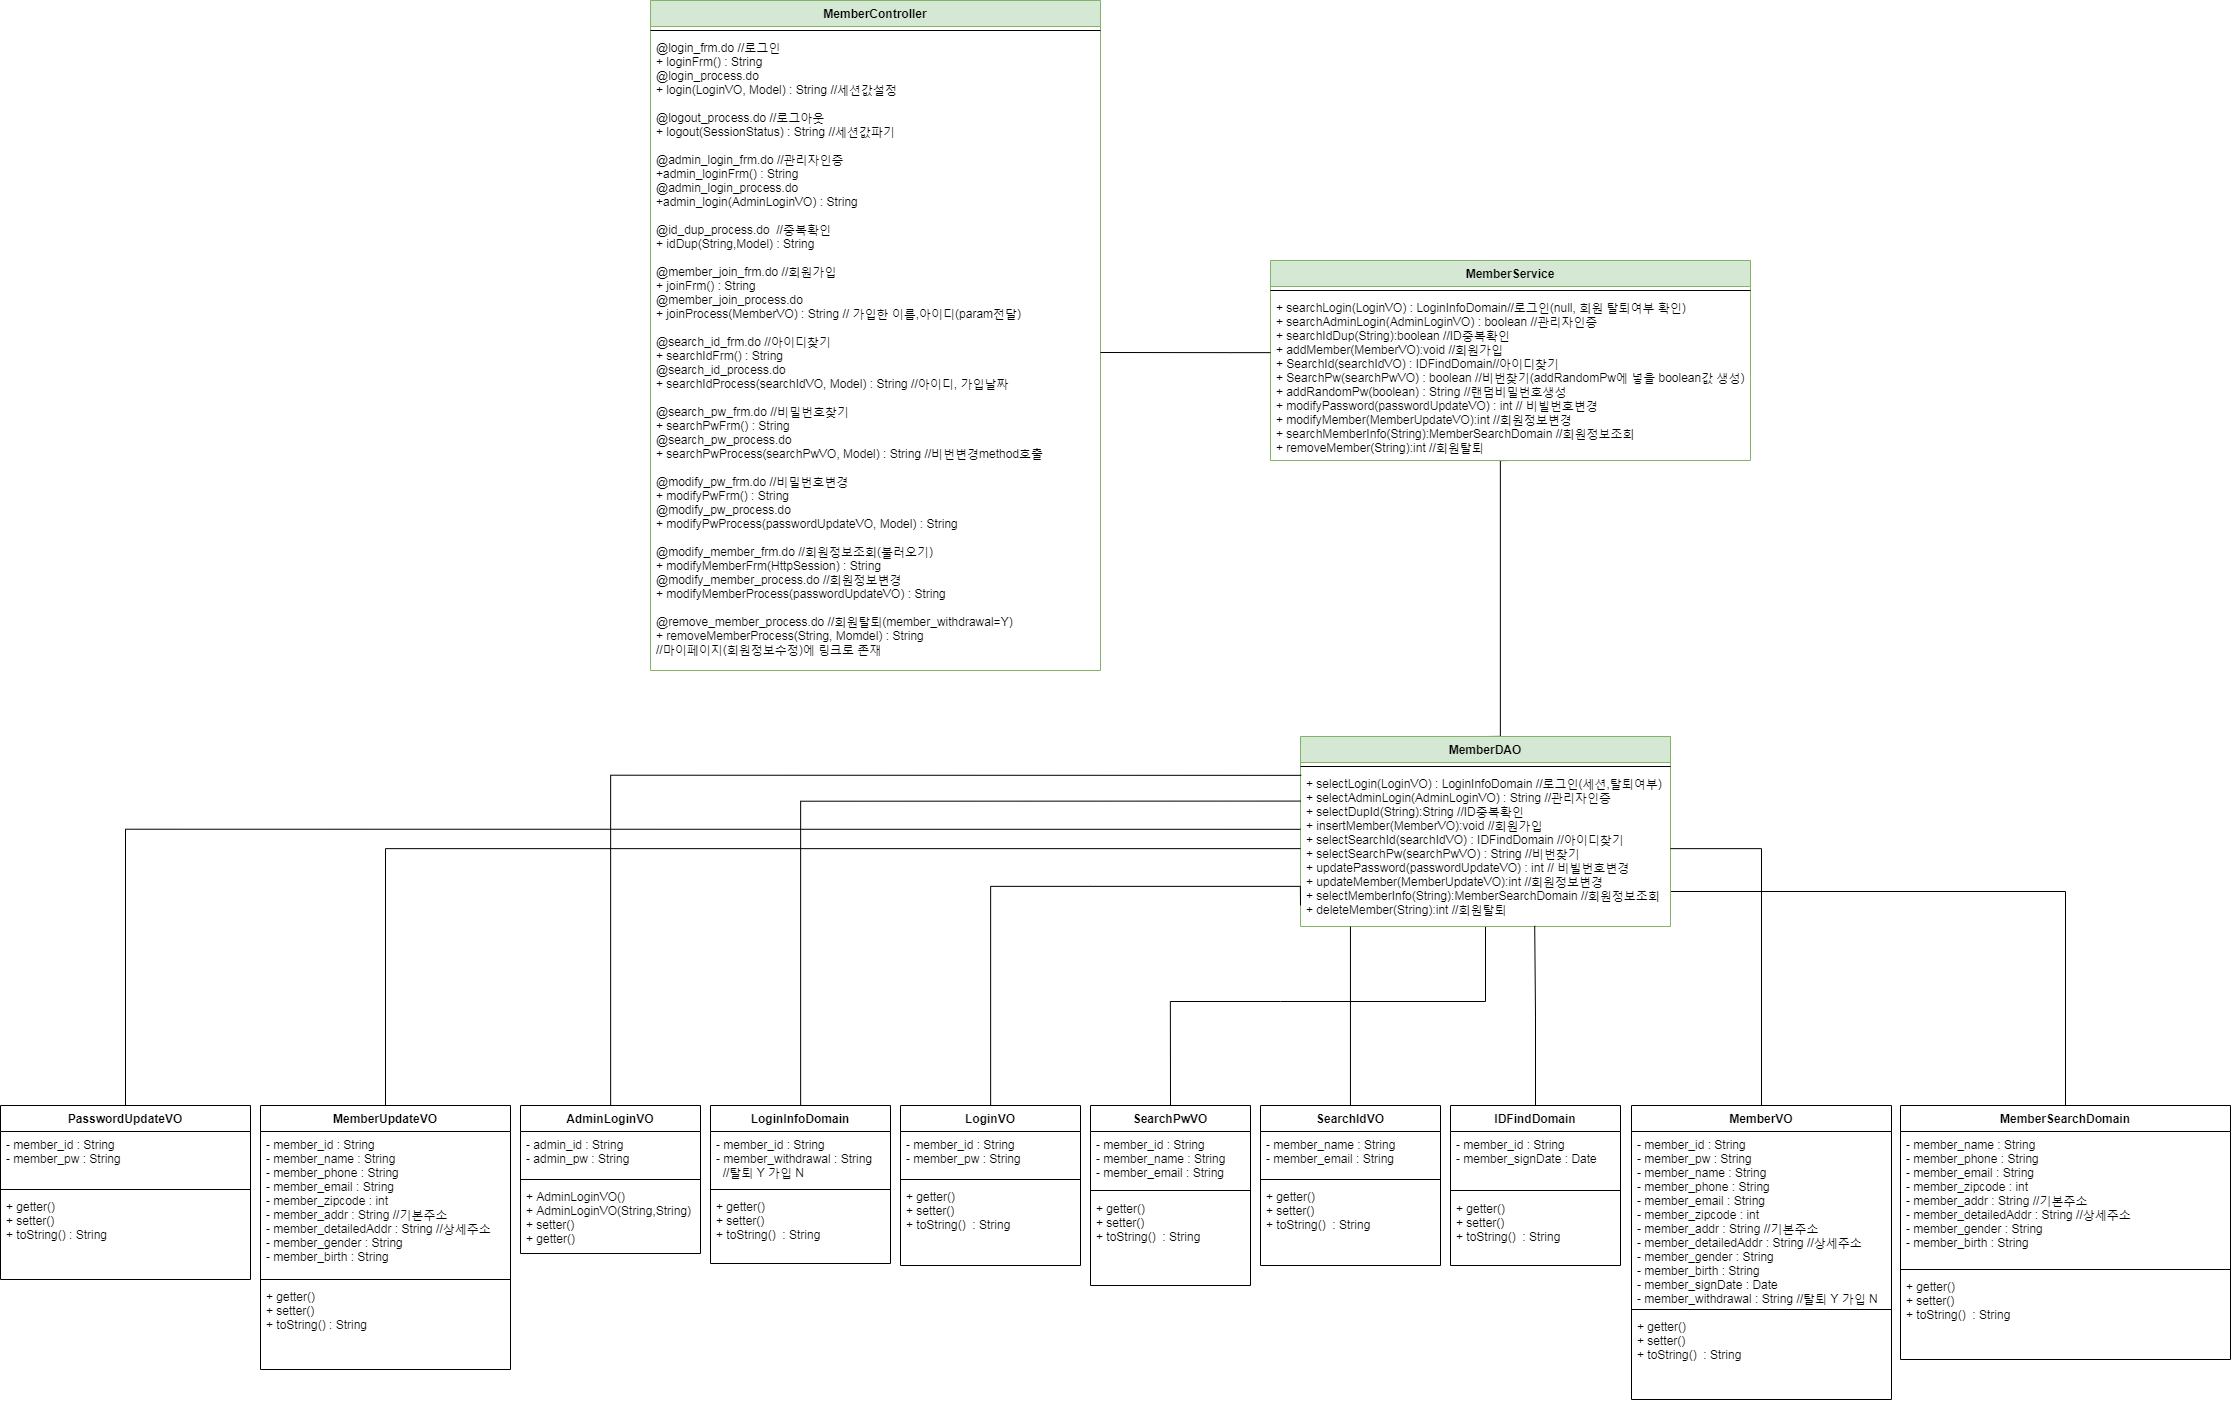 MemberController
@login_frm.do //로그인
+ loginFrm() : String
@login_process.do
+ login(LoginVO, Model) : String //세션값설정
@logout_process.do //로그아웃
+ logout(SessionStatus) : String //세션값파기
@admin_login_frm.do //관리자인증
+admin_loginFrm() : String
@admin_login_process.do
+admin_login(AdminLoginVO) : String
@id_dup_process.do  //중복확인
+ idDup(String,Model) : String
@member_join_frm.do //회원가입
+ joinFrm() : String
@member_join_process.do
+ joinProcess(MemberVO) : String // 가입한 이름,아이디(param전달)
@search_id_frm.do //아이디찾기
+ searchIdFrm() : String
@search_id_process.do
+ searchIdProcess(searchIdVO, Model) : String //아이디, 가입날짜
@search_pw_frm.do //비밀번호찾기
+ searchPwFrm() : String
@search_pw_process.do
+ searchPwProcess(searchPwVO, Model) : String //비번변경method호출
@modify_pw_frm.do //비밀번호변경
+ modifyPwFrm() : String
@modify_pw_process.do
+ modifyPwProcess(passwordUpdateVO, Model) : String
@modify_member_frm.do //회원정보조회(불러오기)
+ modifyMemberFrm(HttpSession) : String
@modify_member_process.do //회원정보변경
+ modifyMemberProcess(passwordUpdateVO) : String
@remove_member_process.do //회원탈퇴(member_withdrawal=Y)
+ removeMemberProcess(String, Momdel) : String
//마이페이지(회원정보수정)에 링크로 존재
MemberService
+ searchLogin(LoginVO) : LoginInfoDomain//로그인(null, 회원 탈퇴여부 확인)
+ searchAdminLogin(AdminLoginVO) : boolean //관리자인증
+ searchIdDup(String):boolean //ID중복확인
+ addMember(MemberVO):void //회원가입
+ SearchId(searchIdVO) : IDFindDomain//아이디찾기
+ SearchPw(searchPwVO) : boolean //비번찾기(addRandomPw에 넣을 boolean값 생성)
+ addRandomPw(boolean) : String //랜덤비밀번호생성
+ modifyPassword(passwordUpdateVO) : int // 비빌번호변경
+ modifyMember(MemberUpdateVO):int //회원정보변경
+ searchMemberInfo(String):MemberSearchDomain //회원정보조회
+ removeMember(String):int //회원탈퇴
MemberDAO
+ selectLogin(LoginVO) : LoginInfoDomain //로그인(세션,탈퇴여부)
+ selectAdminLogin(AdminLoginVO) : String //관리자인증
+ selectDupId(String):String //ID중복확인
+ insertMember(MemberVO):void //회원가입
+ selectSearchId(searchIdVO) : IDFindDomain //아이디찾기
+ selectSearchPw(searchPwVO) : String //비번찾기
+ updatePassword(passwordUpdateVO) : int // 비빌번호변경
+ updateMember(MemberUpdateVO):int //회원정보변경
+ selectMemberInfo(String):MemberSearchDomain //회원정보조회
+ deleteMember(String):int //회원탈퇴
PasswordUpdateVO
- member_id : String
- member_pw : String
+ getter()
+ setter()
+ toString() : String
MemberUpdateVO
- member_id : String
- member_name : String
- member_phone : String
- member_email : String
- member_zipcode : int
- member_addr : String //기본주소
- member_detailedAddr : String //상세주소
- member_gender : String
- member_birth : String
+ getter()
+ setter()
+ toString() : String
AdminLoginVO
- admin_id : String
- admin_pw : String
+ AdminLoginVO()
+ AdminLoginVO(String,String)
+ setter()
+ getter()
LoginInfoDomain
- member_id : String
- member_withdrawal : String
//탈퇴 Y 가입 N
+ getter()
+ setter()
+ toString()  : String
LoginVO
- member_id : String
- member_pw : String
+ getter()
+ setter()
+ toString()  : String
SearchPwVO
- member_id : String
- member_name : String
- member_email : String
+ getter()
+ setter()
+ toString()  : String
SearchIdVO
- member_name : String
- member_email : String
+ getter()
+ setter()
+ toString()  : String
IDFindDomain
- member_id : String
- member_signDate : Date
+ getter()
+ setter()
+ toString()  : String
MemberVO
- member_id : String
- member_pw : String
- member_name : String
- member_phone : String
- member_email : String
- member_zipcode : int
- member_addr : String //기본주소
- member_detailedAddr : String //상세주소
- member_gender : String
- member_birth : String
- member_signDate : Date
- member_withdrawal : String //탈퇴 Y 가입 N
+ getter()
+ setter()
+ toString()  : String
MemberSearchDomain
- member_name : String
- member_phone : String
- member_email : String
- member_zipcode : int
- member_addr : String //기본주소
- member_detailedAddr : String //상세주소
- member_gender : String
- member_birth : String
+ getter()
+ setter()
+ toString()  : String